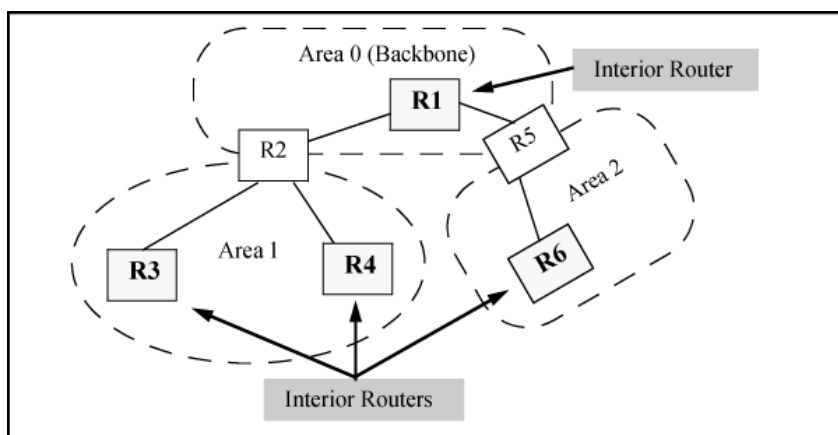 Area 0 (Backbone)
Interior Router
R1
R2
R5
Area 2
R3
Area 1
R4
R6
Interior Routers